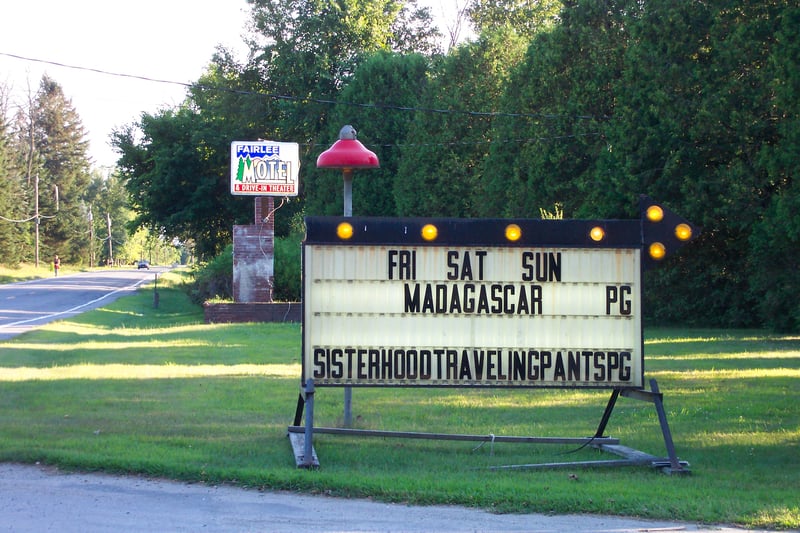 FAIRLEE
MOTEL
& DRIVE-IN THEATER
FRI SAT SUN
MADAGASCAR PG
SISTERHOODTRAVELINGPANTSPG